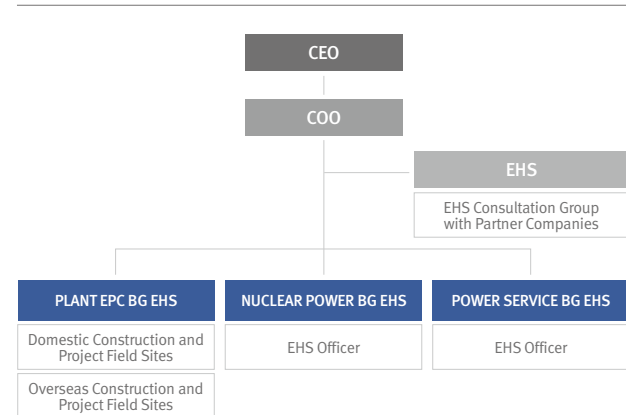 CEO
COO
EHS
EHS Consultation Group
with Partner Companies
PLANT EPC BG EHS
NUCLEAR POWER BG EHS
POWER SERVICE BG EHS
Domestic Construction and
Project Field Sites
EHS Officer
EHS Officer
Overseas Construction and
Project Field Sites